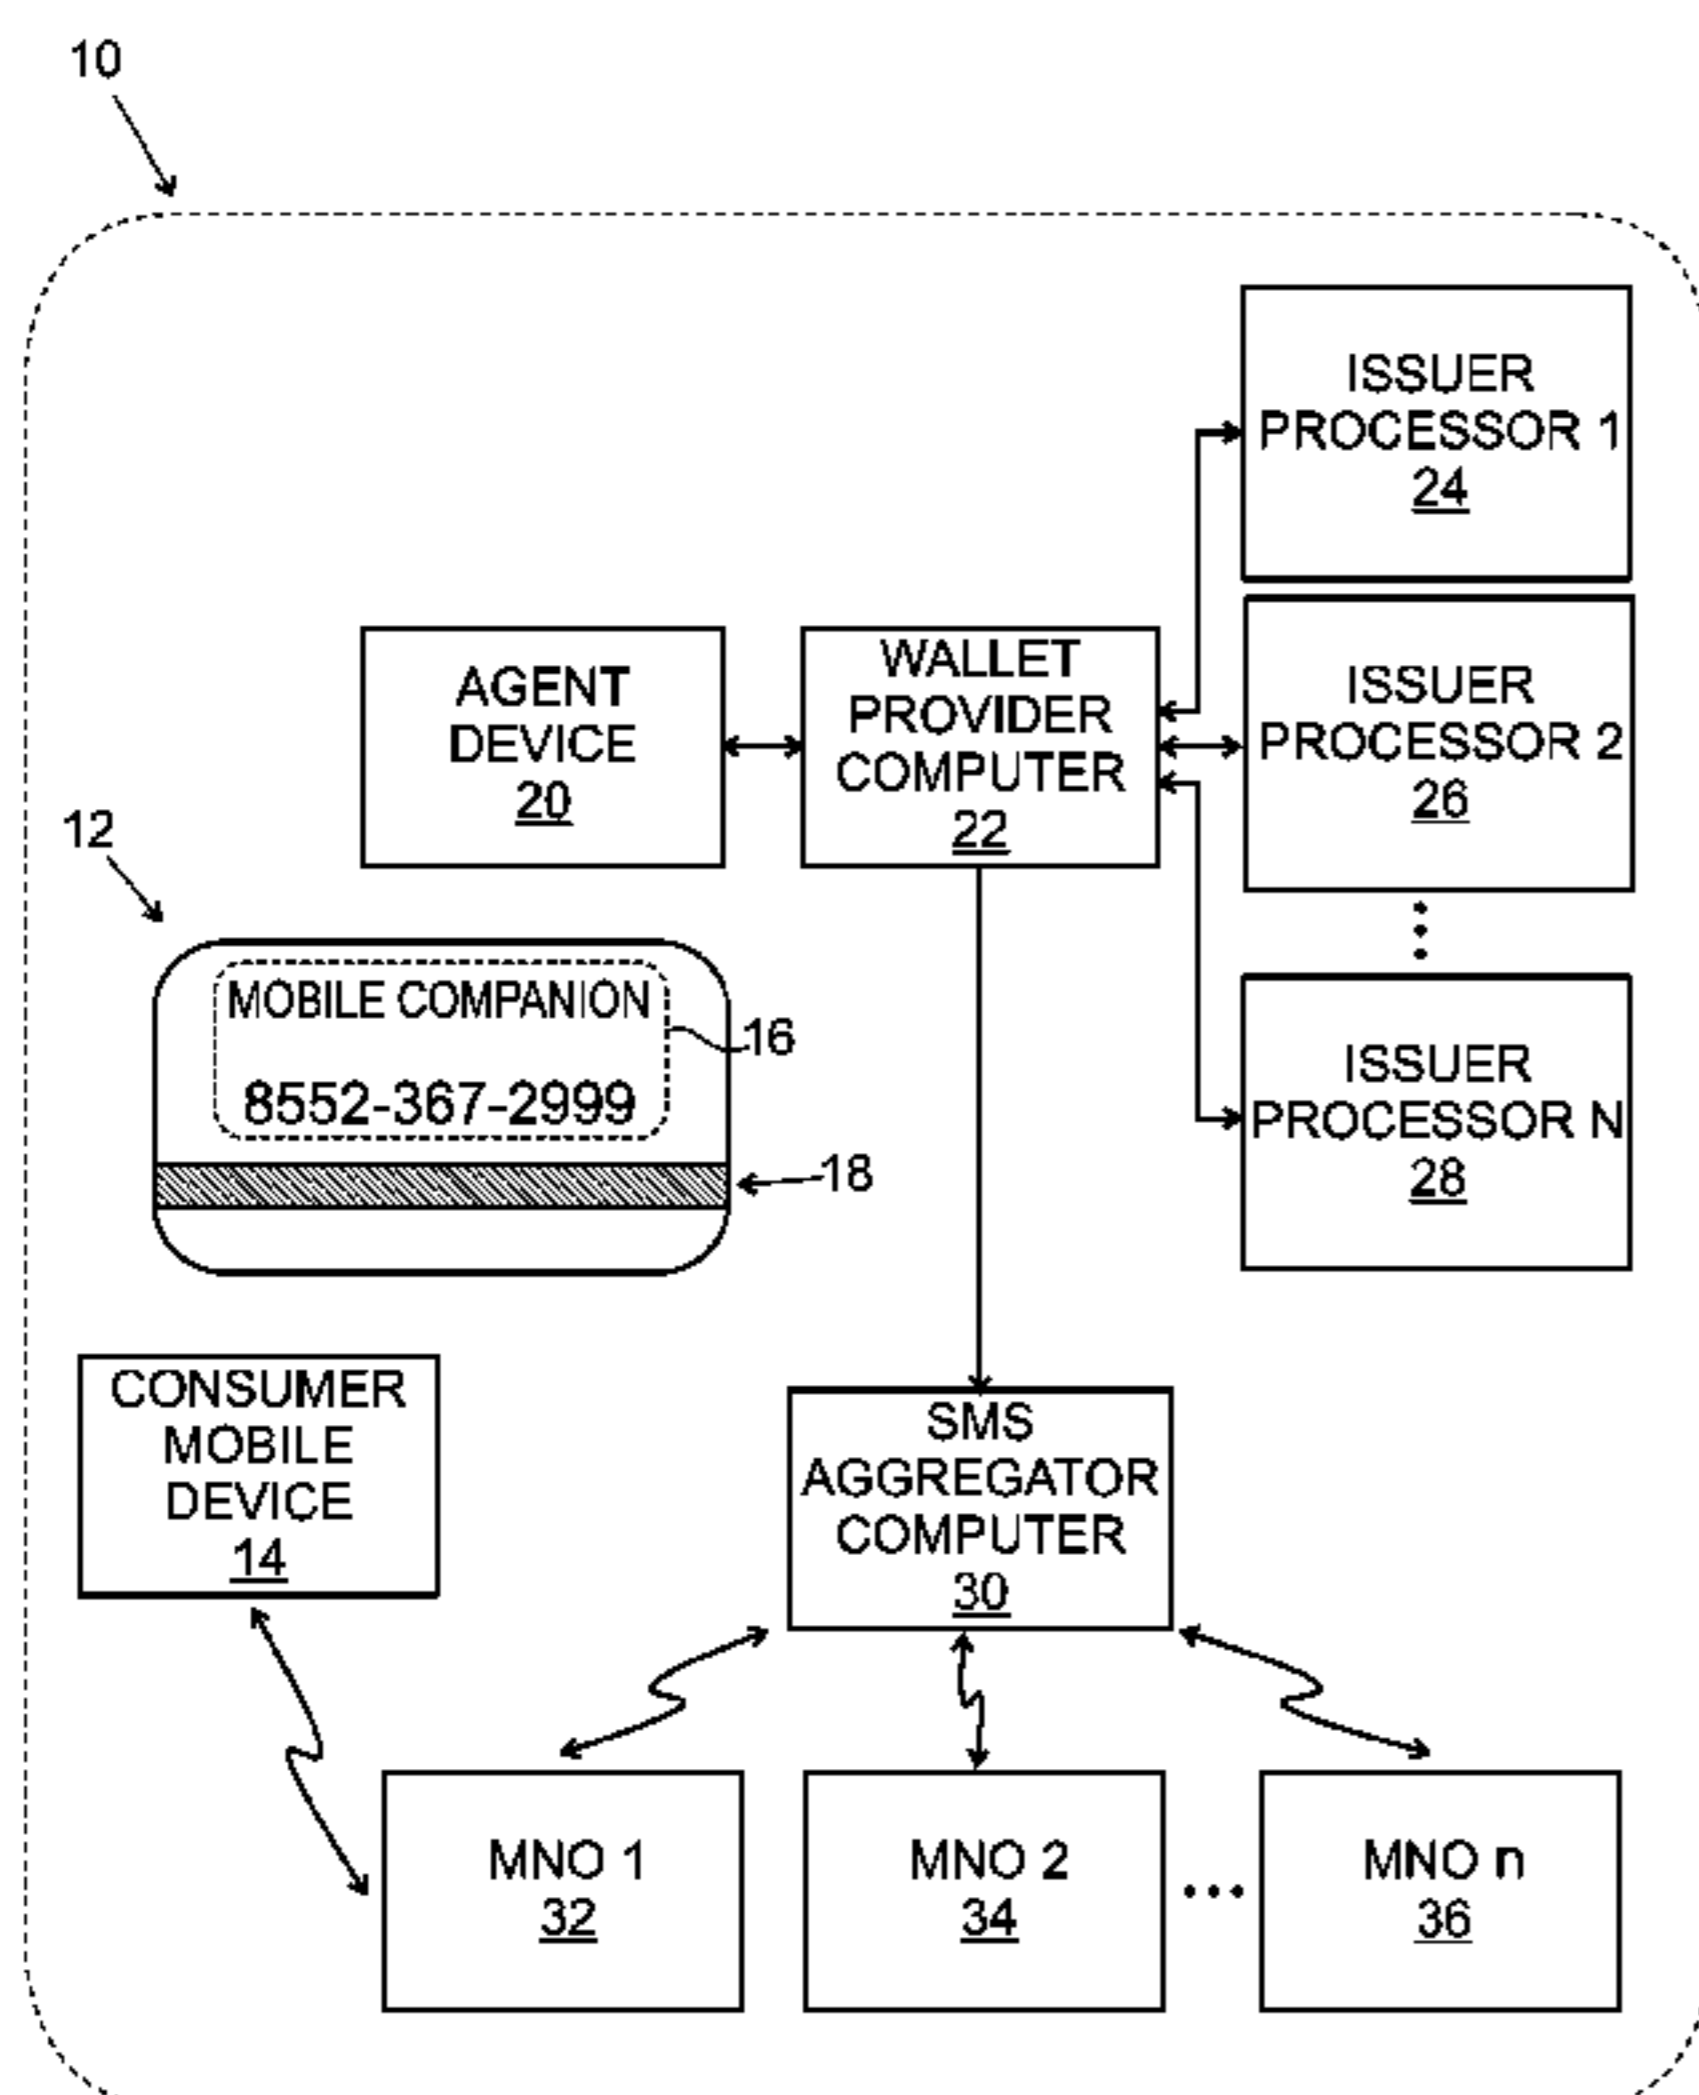 10
ISSUER
PROCESSOR 1
24
AGENT
DEVICE
20
WALLET
PROVIDER
COMPUTER
22
ISSUER
PROCESSOR 2
26
12
MOBILE COMPANION
16
8552-367-2999
18
ISSUER
PROCESSOR N
28
CONSUMER
MOBILE
DEVICE
14
SMS
AGGREGATOR
COMPUTER
30
MNO 1
32
MNO 2
34
MNO n
36